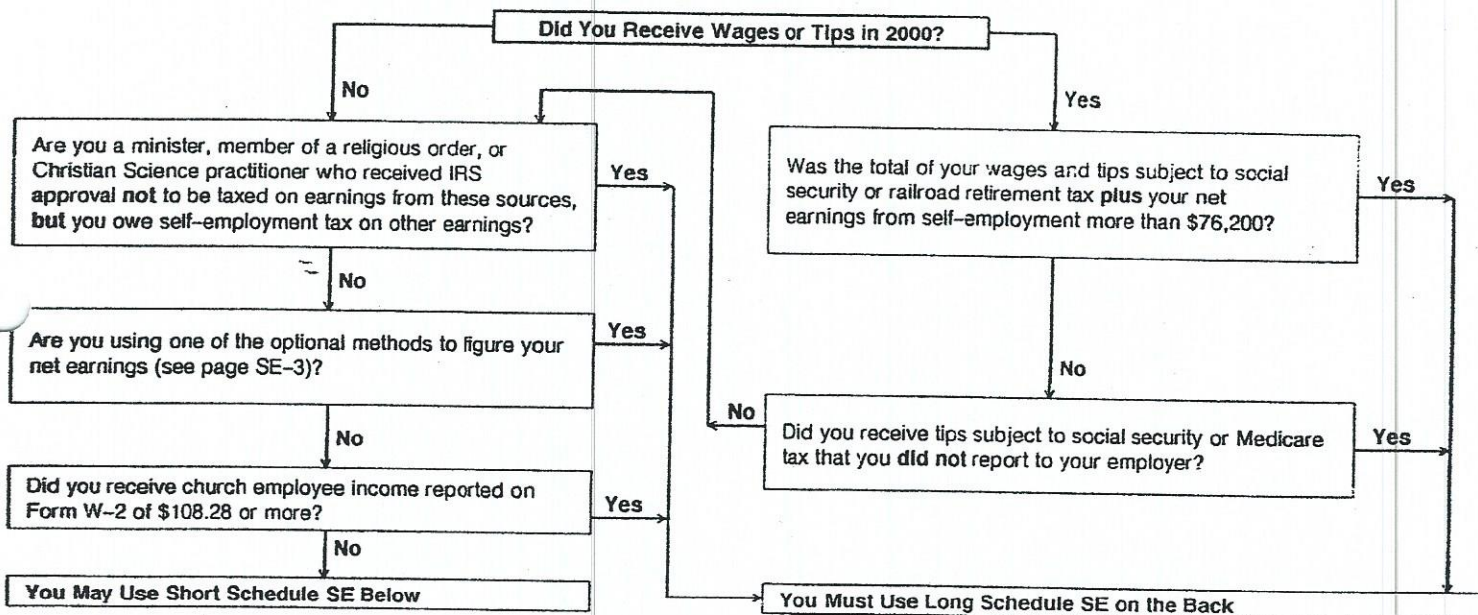 Did You Receive Wages or Tips in 2000?
No
Yes
Are you a minister, member of a religious order, or
Christian Science practitioner who received IRS
approval not to be taxed on earnings from these sources,
but you owe self-employment tax on other earnings?
Yes
Was the total of your wages and tips subject to social
security or railroad retirement tax plus your net
earnings from self-employment more than $76,200?
Yes
No
Are you using one of the optional methods to figure your
net earnings (see page SE-3)?
Yes
No
No
Did you receive tips subject to social security or Medicare
tax that you did not report to your employer?
Yes
No
Did you receive church employee income reported on
Form W-2 of $108.28 or more?
Yes
No
You May Use Short Schedule SE Below
You Must Use Long Schedule SE on the Back